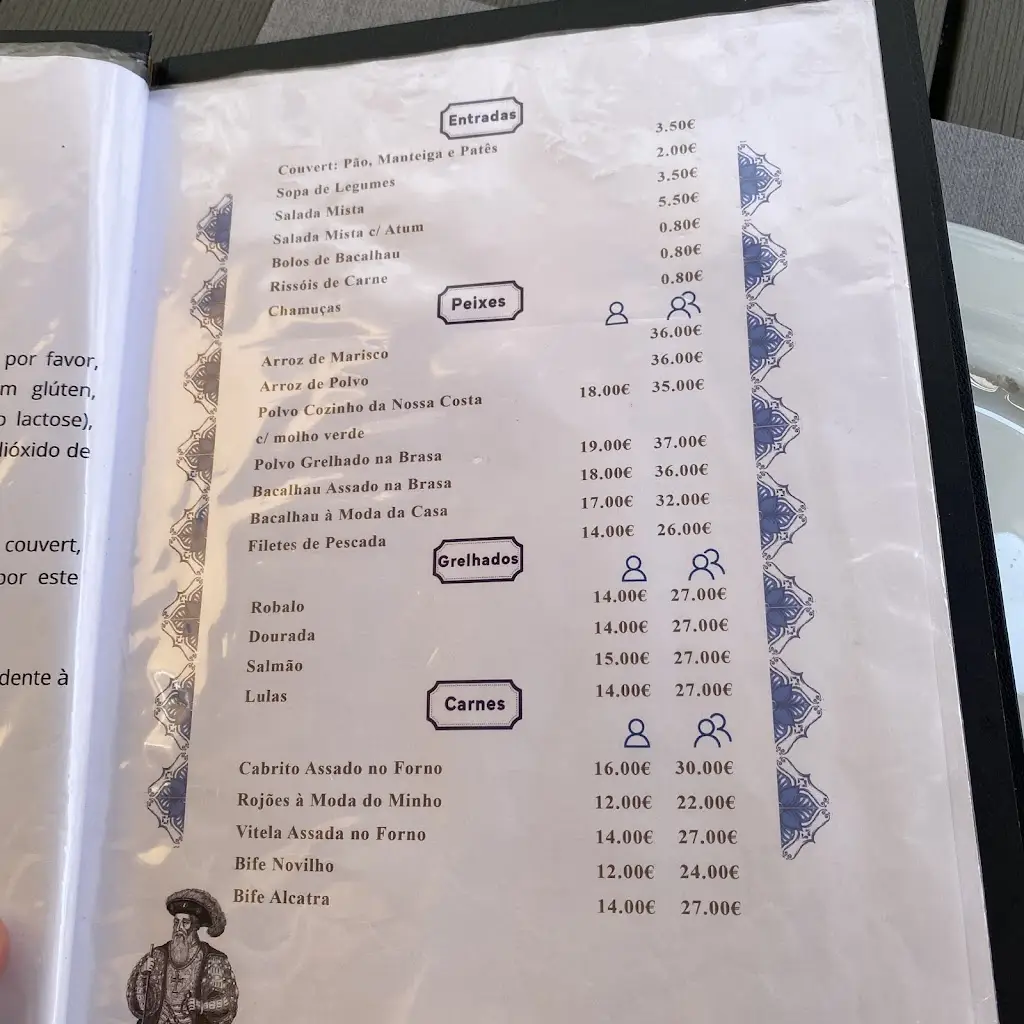 por favor,
m glúten,
o lactose),
dióxido de
couvert,
por este
dente à
Entradas
Couvert: Pão, Manteiga e Patês 3.50€
Sopa de Legumes 2.00€
Salada Mista 3.50€
Salada Mista c/ Atum 5.50€
Bolos de Bacalhau 0.80€
Rissóis de Carne 0.80€
Chamuças 0.80€
Peixes
Arroz de Marisco 36.00€
Arroz de Polvo 36.00€
Polvo Cozinho da Nossa Costa 18.00€ 35.00€
c/ molho verde
Polvo Grelhado na Brasa 19.00€ 37.00€
Bacalhau Assado na Brasa 18.00€ 36.00€
Bacalhau à Moda da Casa 17.00€ 32.00€
Filetes de Pescada 14.00€ 26.00€
Grelhados
Robalo 14.00€ 27.00€
Dourada 14.00€ 27.00€
Salmão 15.00€ 27.00€
Lulas 14.00€ 27.00€
Carnes
Cabrito Assado no Forno 16.00€ 30.00€
Rojões à Moda do Minho 12.00€ 22.00€
Vitela Assada no Forno 14.00€ 27.00€
Bife Novilho 12.00€ 24.00€
Bife Alcatra 14.00€ 27.00€